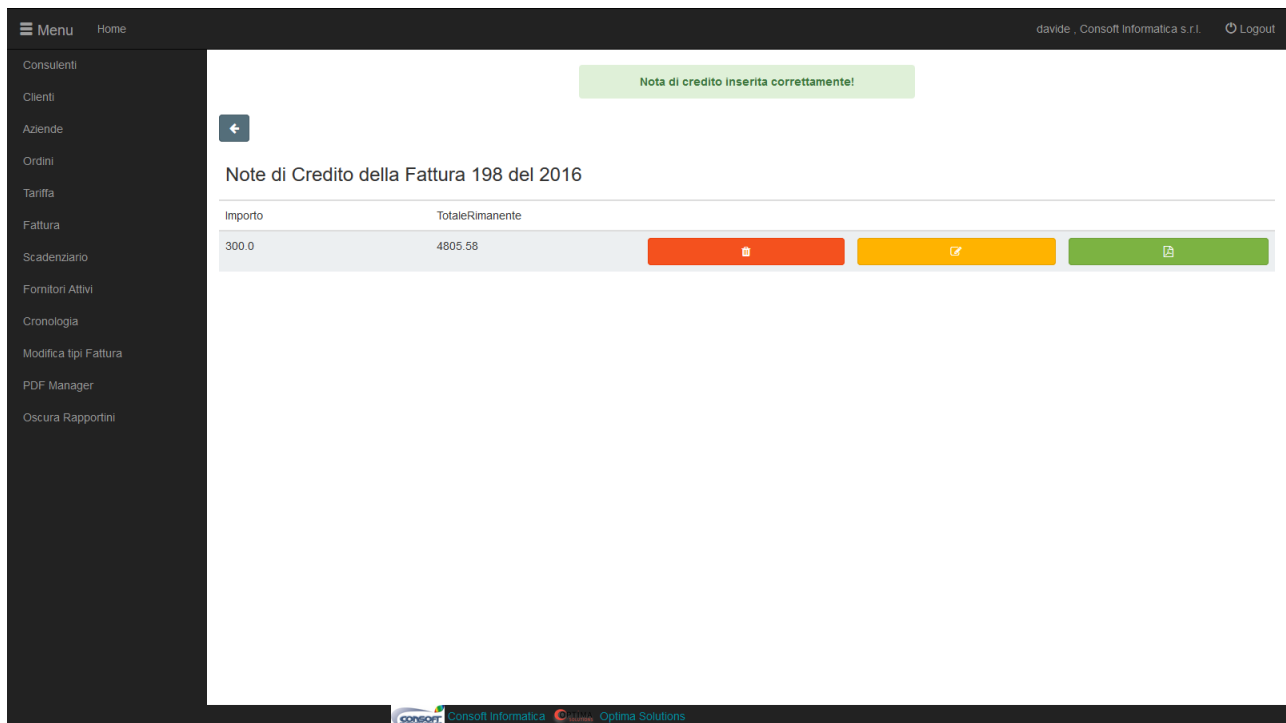 Menu Home davide , Consoft Informatica s.r.l. Logout
Consulenti
Clienti
Aziende
Ordini
Tariffa
Fattura
Scadenziario
Fornitori Attivi
Cronologia
Modifica tipi Fattura
PDF Manager
Oscura Rapportini
Nota di credito inserita correttamente!
Note di Credito della Fattura 198 del 2016
Importo TotaleRimanente
300.0 4805.58
CONSOFT Consoft Informatica OPTIMA Optima Solutions